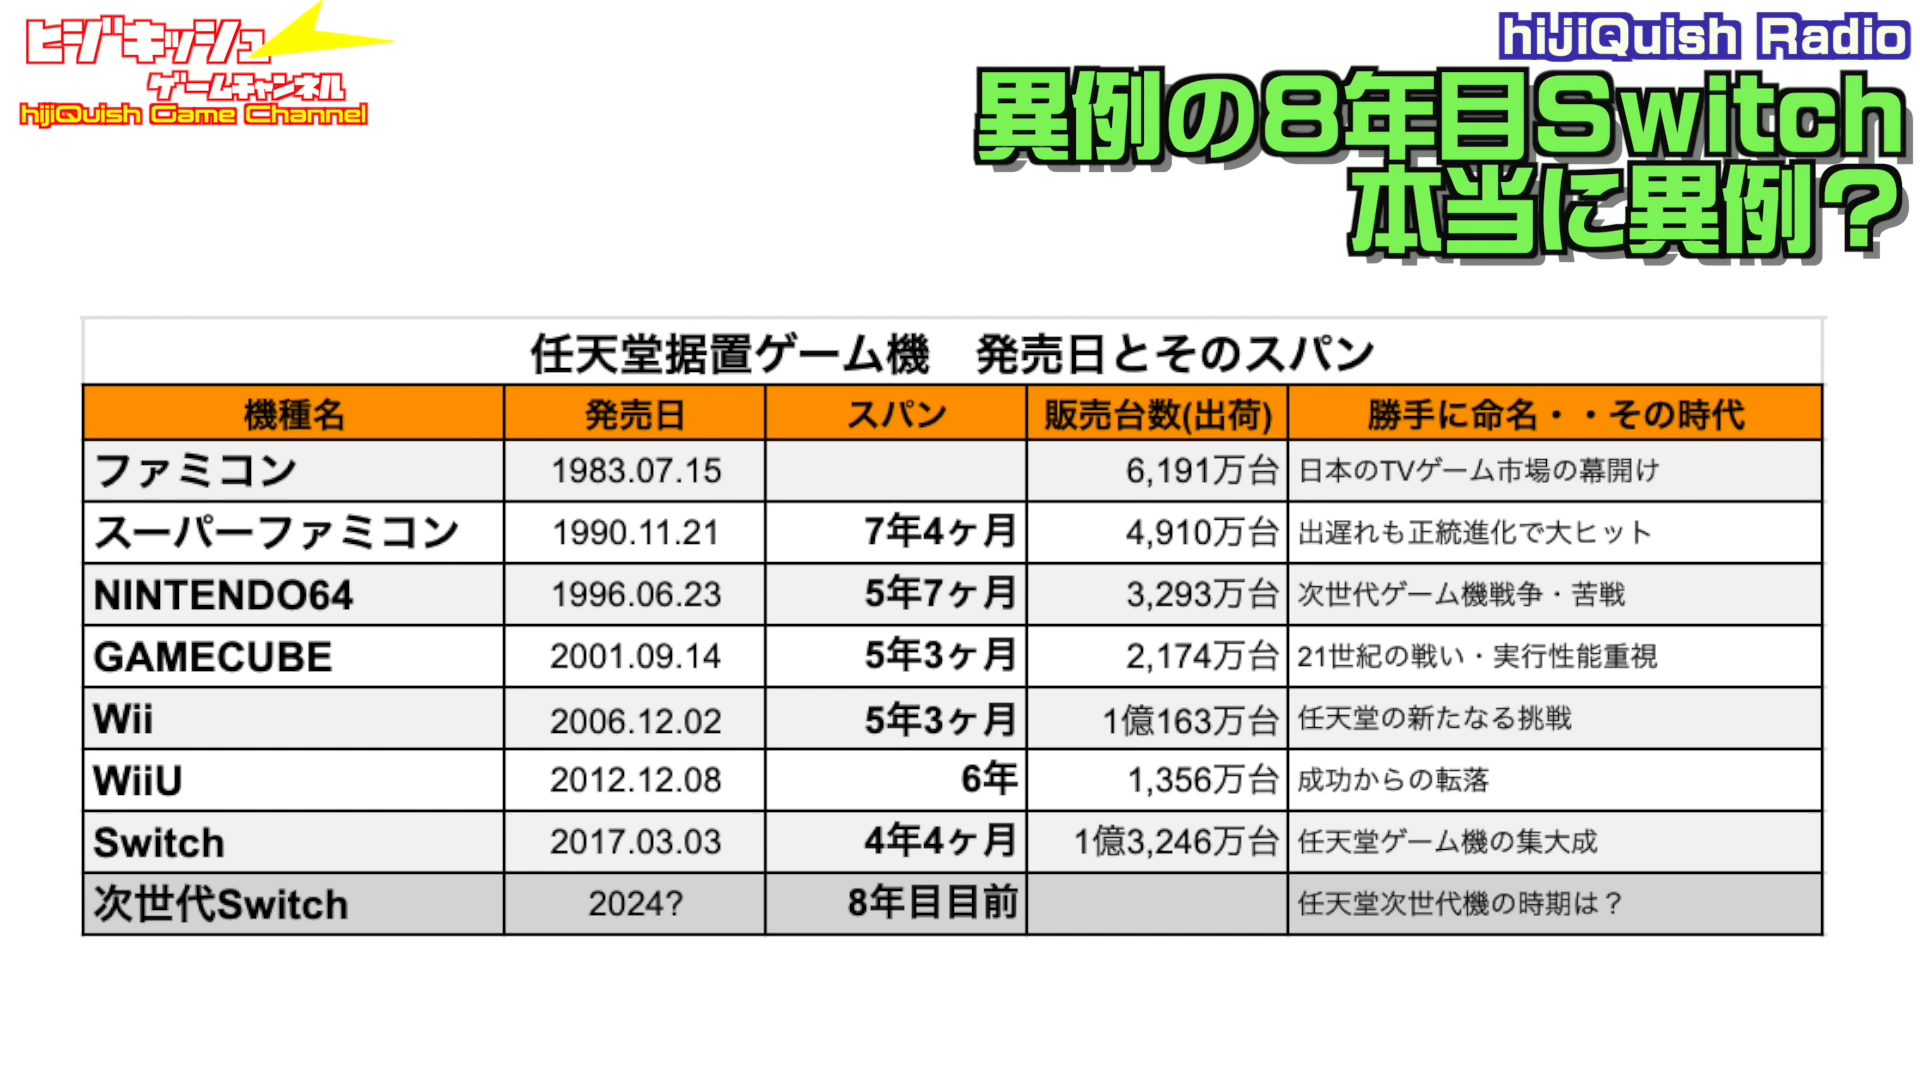 ヒジキッシュ
ゲームチャンネル
hijiQuish Game Channel
hiJiQuish Radio
異例の8年目Switch
本当に異例？
任天堂据置ゲーム機　発売日とそのスパン
機種名 発売日 スパン 販売台数(出荷) 勝手に命名・・その時代
ファミコン 1983.07.15 6,191万台 日本のTVゲーム市場の幕開け
スーパーファミコン 1990.11.21 7年4ヶ月 4,910万台 出遅れも正統進化で大ヒット
NINTENDO64 1996.06.23 5年7ヶ月 3,293万台 次世代ゲーム機戦争・苦戦
GAMECUBE 2001.09.14 5年3ヶ月 2,174万台 21世紀の戦い・実行性能重視
Wii 2006.12.02 5年3ヶ月 1億163万台 任天堂の新たなる挑戦
WiiU 2012.12.08 6年 1,356万台 成功からの転落
Switch 2017.03.03 4年4ヶ月 1億3,246万台 任天堂ゲーム機の集大成
次世代Switch 2024? 8年目目前 任天堂次世代機の時期は？